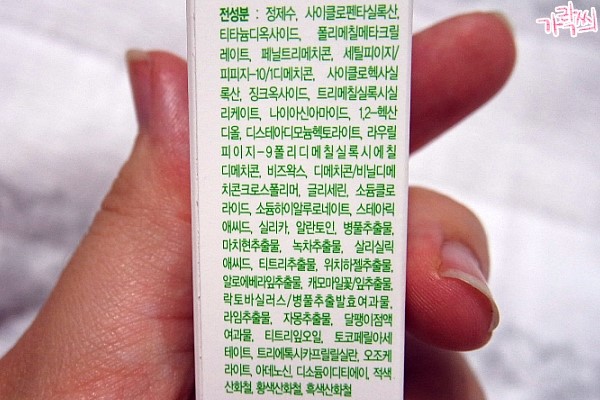 가락씨
전성분 : 정제수, 사이클로펜타실록산,
티타늄디옥사이드, 폴리메칠메타크릴
레이트, 페닐트리메치콘, 세틸피이지/
피피지-10/1디메치콘, 사이클로헥사실
록산, 징크옥사이드, 트리메칠실록시실
리케이트, 나이아신아마이드, 1,2-헥산
디올, 디스테아디모늄헥토라이트, 라우릴
피이지-9폴리디메칠실록시에칠
디메치콘, 비즈왁스, 디메치콘/비닐디메
치콘크로스폴리머, 글리세린, 소듐클로
라이드, 소듐하이알루로네이트, 스테아릭
애씨드, 실리카, 알란토인, 병풀추출물,
마치현추출물, 녹차추출물, 살리실릭
애씨드, 티트리추출물, 위치하젤추출물,
알로에베라잎추출물, 캐모마일꽃/잎추출물,
락토바실러스/병풀추출발효여과물,
라임추출물, 자몽추출물, 달팽이점액
여과물, 티트리잎오일, 토코페릴아세
테이트, 트리에톡시카프릴릴실란, 오조케
라이트, 아데노신, 디소듐이디티에이, 적색
산화철, 황색산화철, 흑색산화철